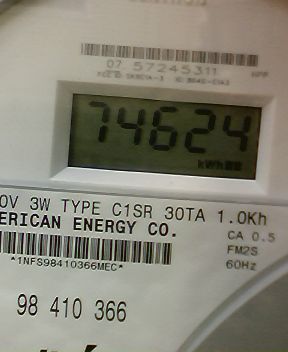 07 57245311
74624
kWh
0V 3W TYPE C1SR 30TA 1.0Kh
ERICAN ENERGY CO.
CA 0.5
FM2S
60Hz
*1NFS98410366MEC*
98 410 366